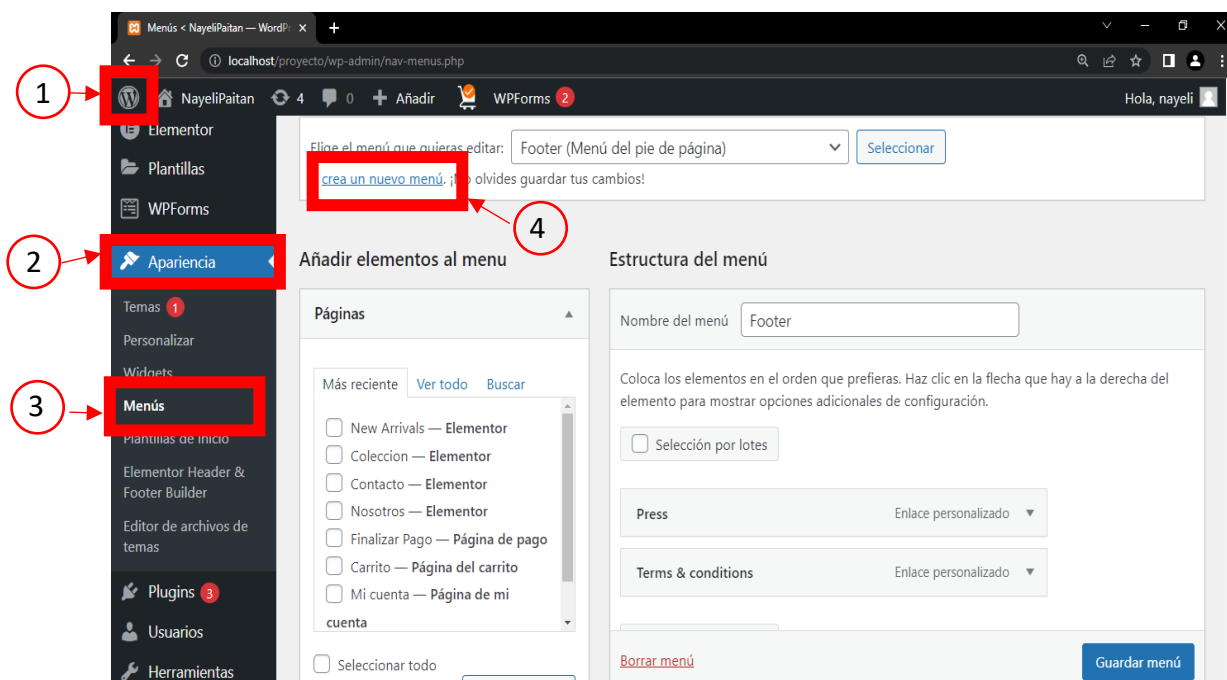 Menús < NayeliPaitan — WordPr
localhost/proyecto/wp-admin/nav-menus.php
1
NayeliPaitan 4 0 Añadir WPForms 2
Hola, nayeli
Elementor
Plantillas
WPForms
2
Apariencia
Temas 1
Personalizar
Widgets
3
Menús
Plantillas de inicio
Elementor Header &
Footer Builder
Editor de archivos de
temas
Plugins 3
Usuarios
Herramientas
Elige el menú que quieras editar: Footer (Menú del pie de página) Seleccionar
crea un nuevo menú. ¡No olvides guardar tus cambios!
4
Añadir elementos al menu
Páginas
Más reciente Ver todo Buscar
New Arrivals — Elementor
Coleccion — Elementor
Contacto — Elementor
Nosotros — Elementor
Finalizar Pago — Página de pago
Carrito — Página del carrito
Mi cuenta — Página de mi
cuenta
Seleccionar todo
Estructura del menú
Nombre del menú Footer
Coloca los elementos en el orden que prefieras. Haz clic en la flecha que hay a la derecha del
elemento para mostrar opciones adicionales de configuración.
Selección por lotes
Press Enlace personalizado
Terms & conditions Enlace personalizado
Borrar menú
Guardar menú